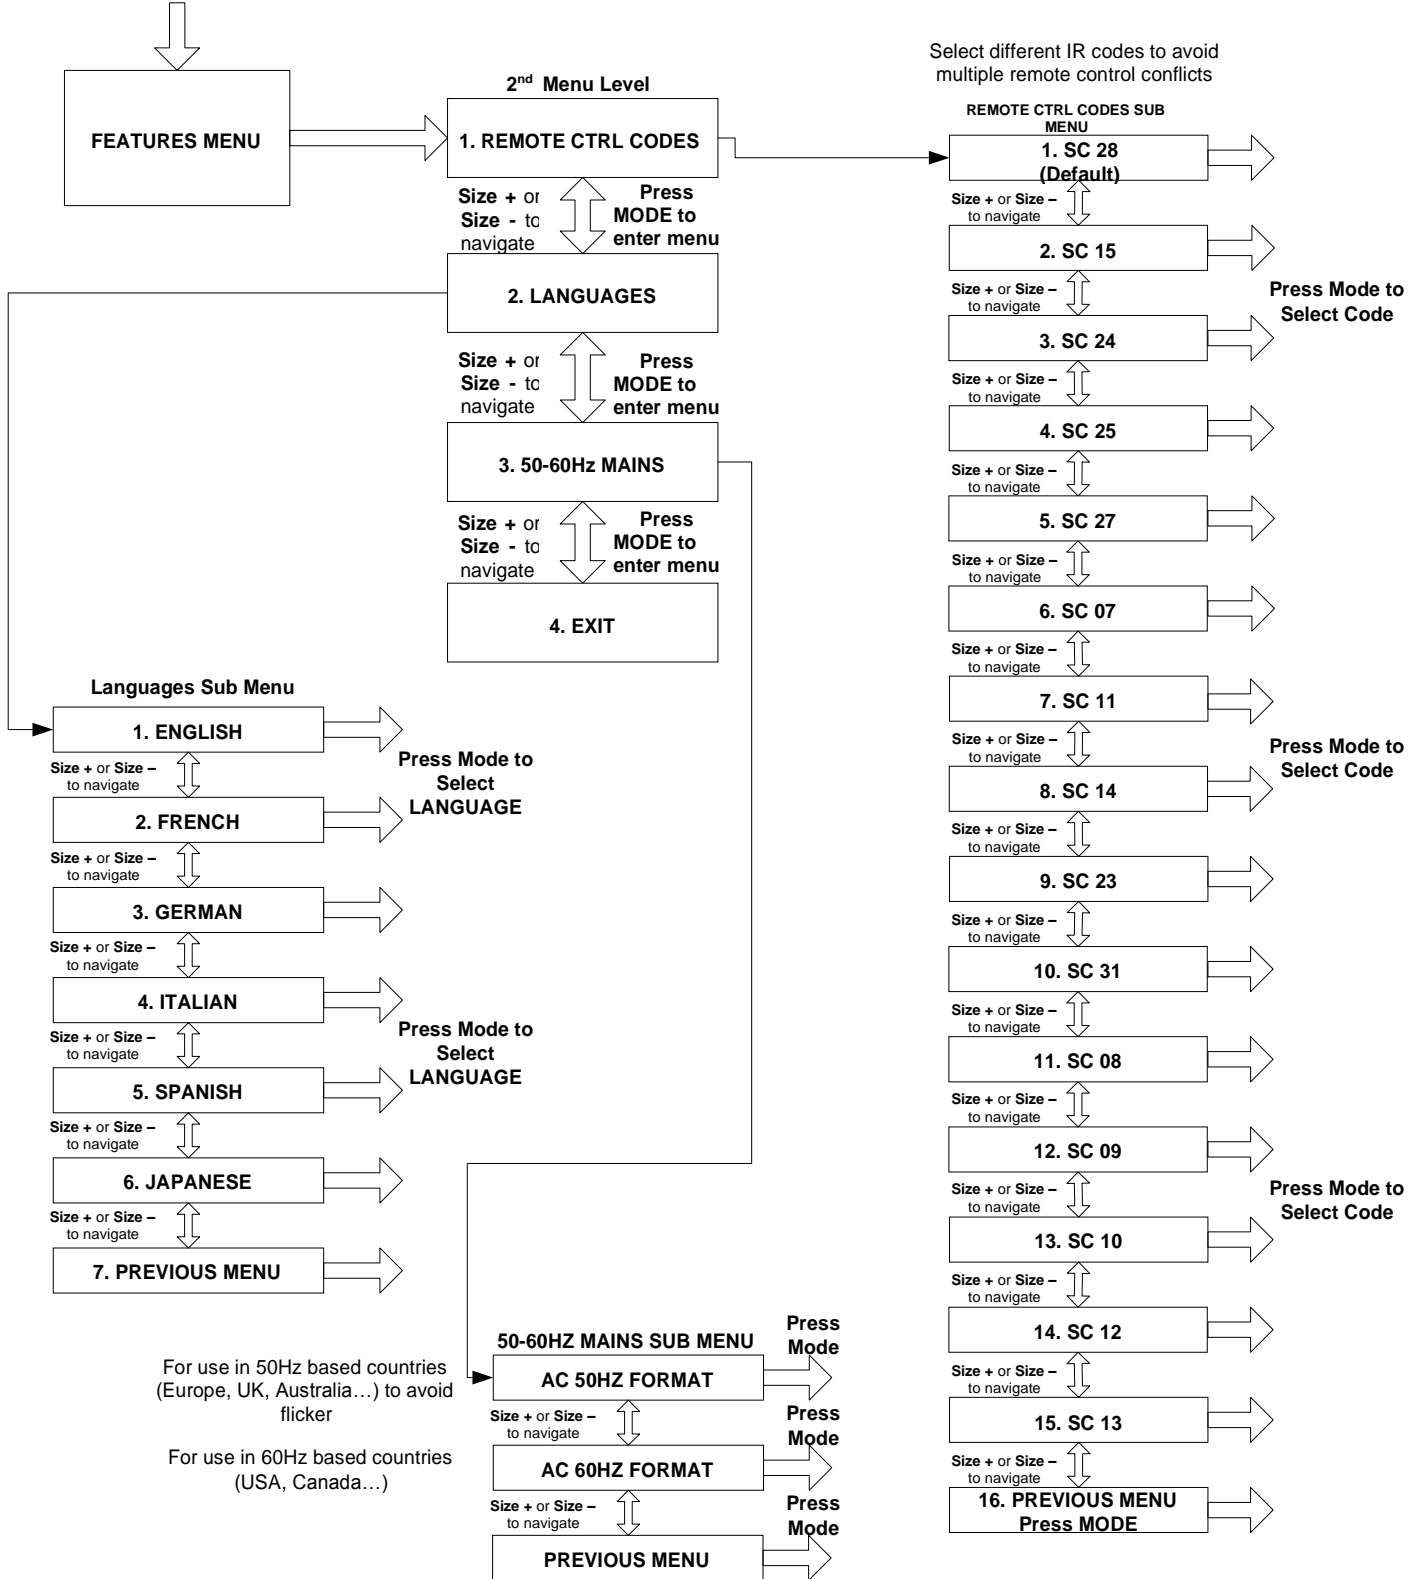 FEATURES MENU
2nd Menu Level
1. REMOTE CTRL CODES
Size + or
Size - to
navigate
Press
MODE to
enter menu
2. LANGUAGES
Size + or
Size - to
navigate
Press
MODE to
enter menu
3. 50-60Hz MAINS
Size + or
Size - to
navigate
Press
MODE to
enter menu
4. EXIT
Select different IR codes to avoid
multiple remote control conflicts
REMOTE CTRL CODES SUB
MENU
1. SC 28
(Default)
Size + or Size –
to navigate
2. SC 15
Size + or Size –
to navigate
Press Mode to
Select Code
3. SC 24
Size + or Size –
to navigate
4. SC 25
Size + or Size –
to navigate
5. SC 27
Size + or Size –
to navigate
6. SC 07
Size + or Size –
to navigate
7. SC 11
Size + or Size –
to navigate
Press Mode to
Select Code
8. SC 14
Size + or Size –
to navigate
9. SC 23
Size + or Size –
to navigate
10. SC 31
Size + or Size –
to navigate
11. SC 08
Size + or Size –
to navigate
12. SC 09
Size + or Size –
to navigate
Press Mode to
Select Code
13. SC 10
Size + or Size –
to navigate
14. SC 12
Size + or Size –
to navigate
15. SC 13
Size + or Size –
to navigate
16. PREVIOUS MENU
Press MODE
Languages Sub Menu
1. ENGLISH
Size + or Size –
to navigate
Press Mode to
Select
LANGUAGE
2. FRENCH
Size + or Size –
to navigate
3. GERMAN
Size + or Size –
to navigate
4. ITALIAN
Size + or Size –
to navigate
Press Mode to
Select
LANGUAGE
5. SPANISH
Size + or Size –
to navigate
6. JAPANESE
Size + or Size –
to navigate
7. PREVIOUS MENU
For use in 50Hz based countries
(Europe, UK, Australia…) to avoid
flicker
For use in 60Hz based countries
(USA, Canada…)
50-60HZ MAINS SUB MENU
Press
Mode
AC 50HZ FORMAT
Size + or Size –
to navigate
Press
Mode
AC 60HZ FORMAT
Size + or Size –
to navigate
Press
Mode
PREVIOUS MENU